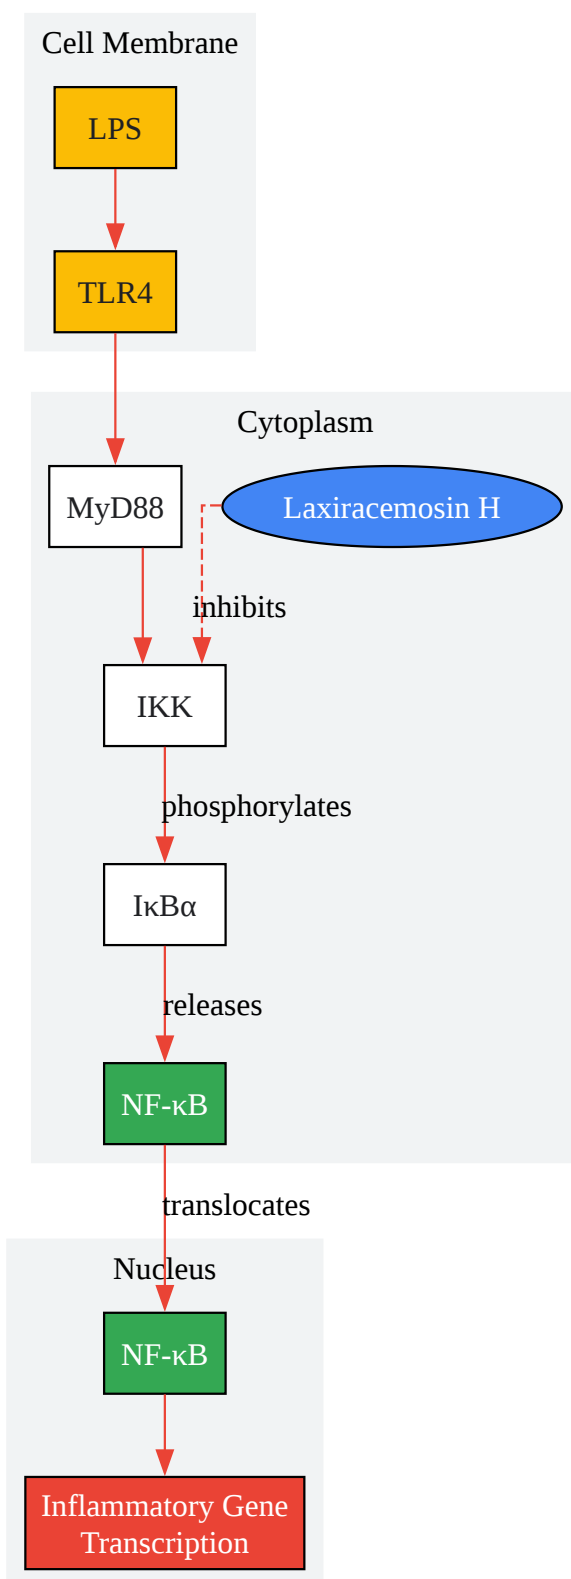 Cell Membrane
LPS
TLR4
Cytoplasm
MyD88
Laxiracemosin H
inhibits
IKK
phosphorylates
IκBα
releases
NF-κB
translocates
Nucleus
NF-κB
Inflammatory Gene
Transcription